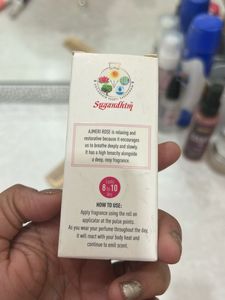 Sugandhim
AJMERI ROSE is relaxing and
restorative because it encourages
us to breathe deeply and slowly.
It has a high tenacity alongside
a deep, rosy fragrance.
8 to
10
HOW TO USE:
Apply fragrance using the roll on
applicator at the pulse points.
As you wear your perfume throughout the day,
it will react with your body heat and
continue to emit scent.